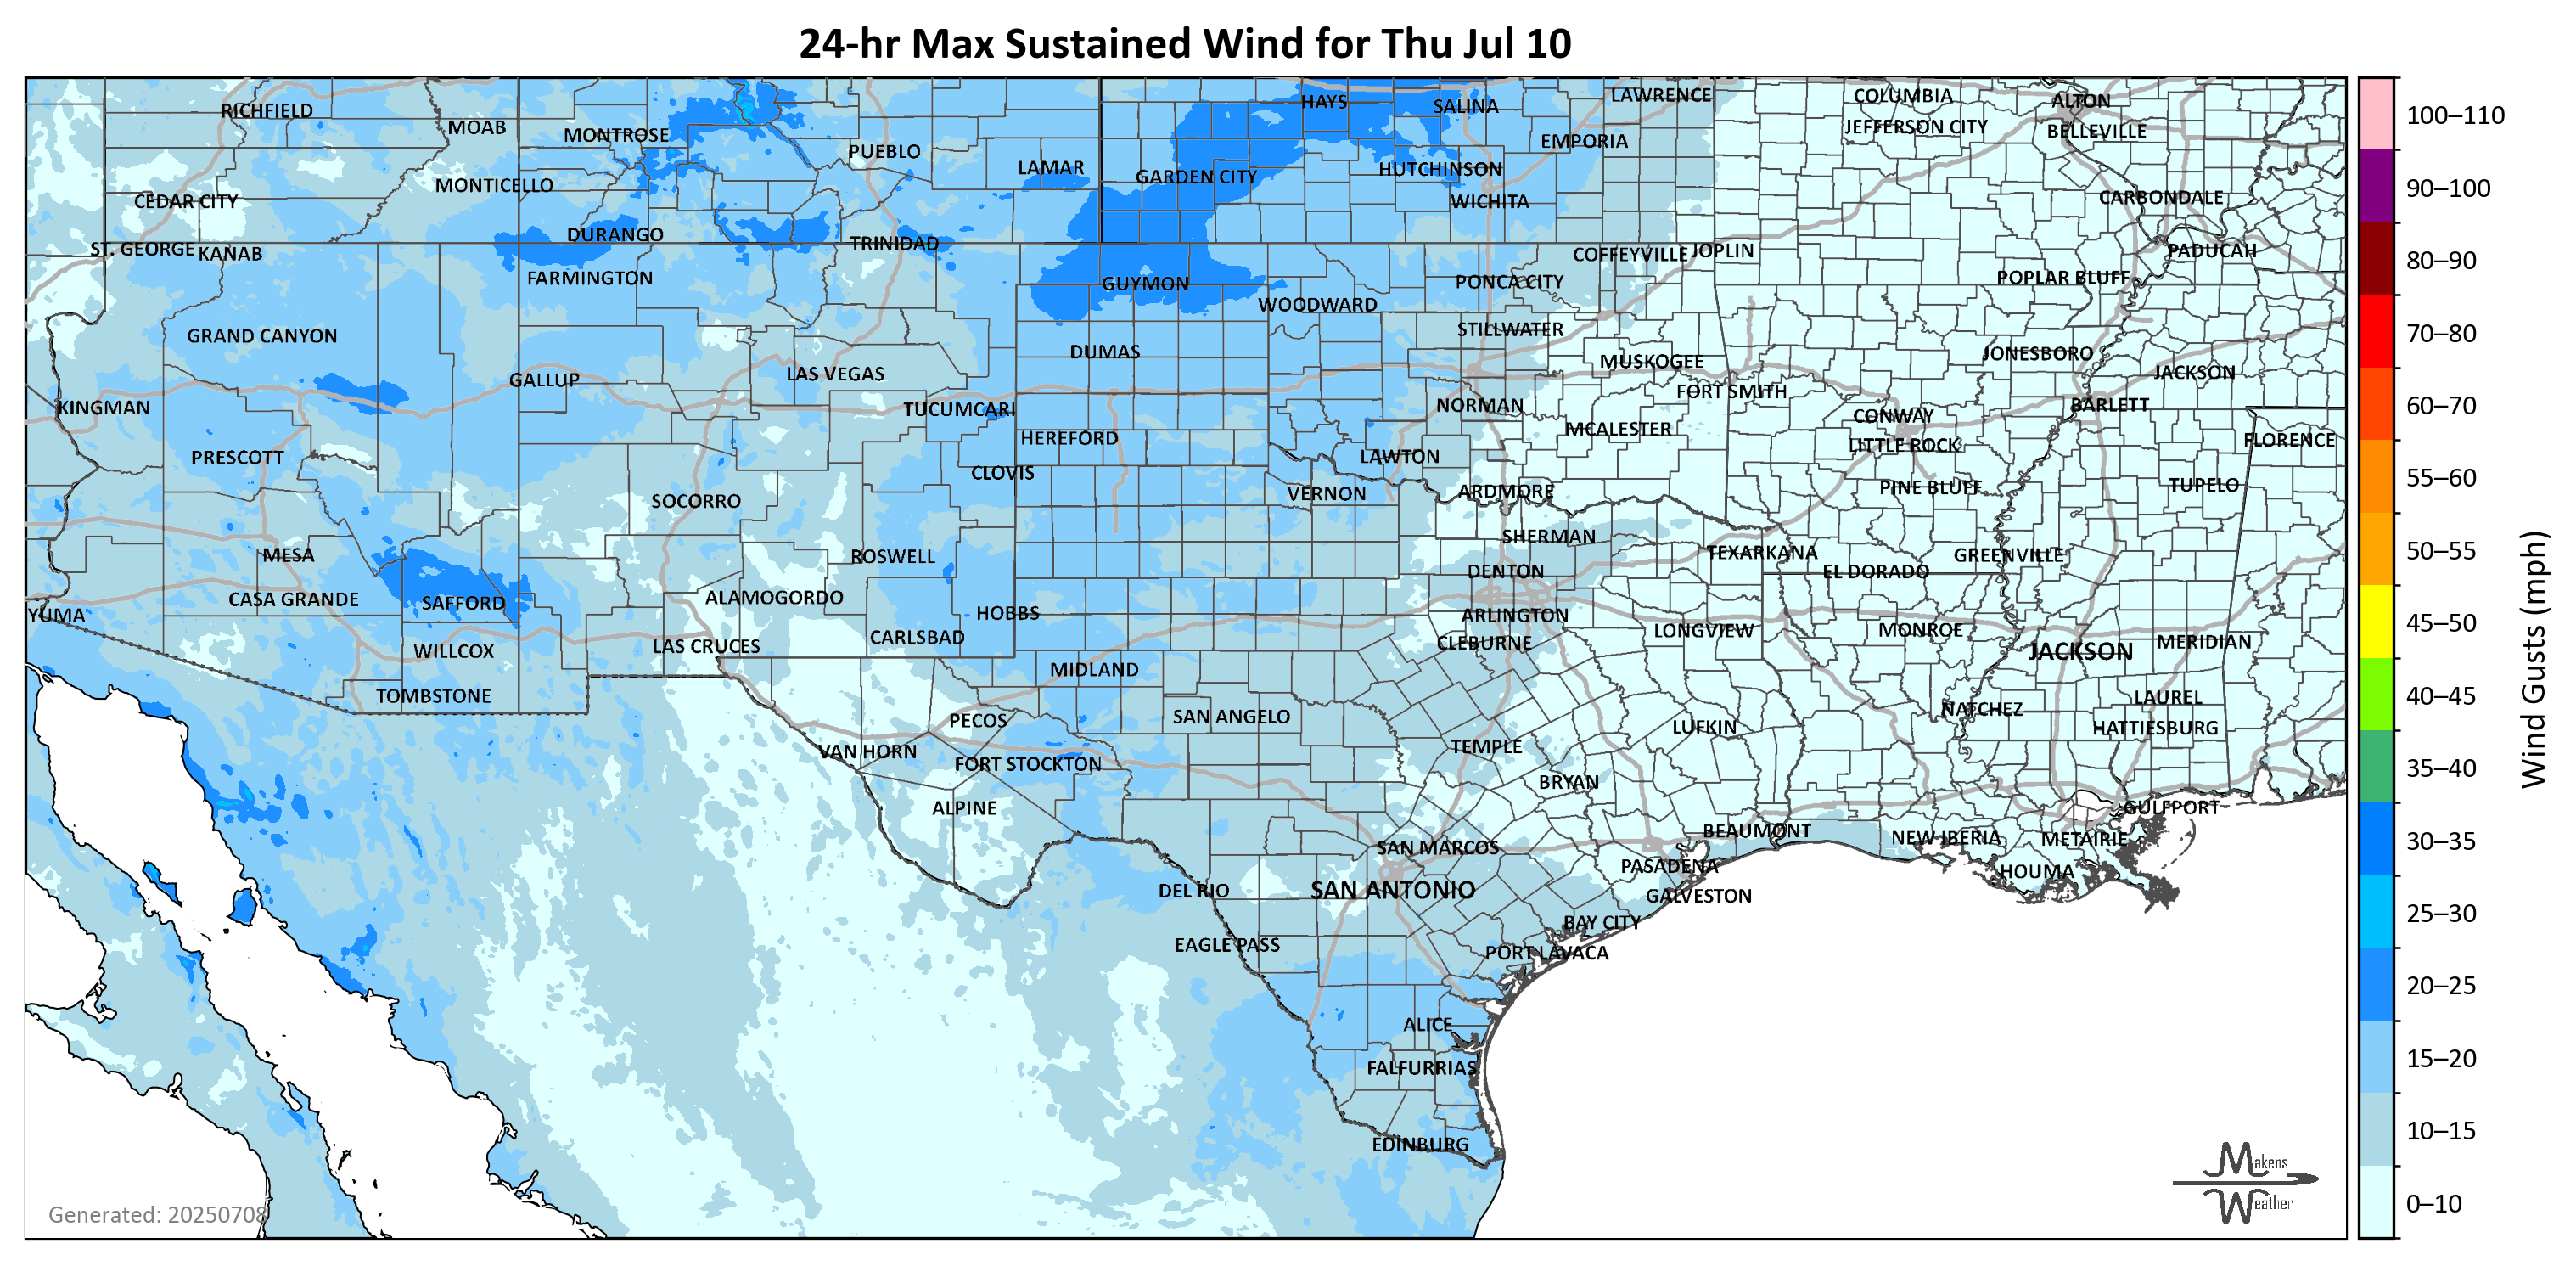 24-hr Max Sustained Wind for Thu Jul 10
RICHFIELD
MOAB
MONTROSE
PUEBLO
LAMAR
HAYS
SALINA
LAWRENCE
COLUMBIA
ALTON
JEFFERSON CITY
BELLEVILLE
EMPORIA
HUTCHINSON
GARDEN CITY
MONTICELLO
CEDAR CITY
WICHITA
CARBONDALE
DURANGO
TRINIDAD
ST. GEORGE
KANAB
COFFEYVILLE
JOPLIN
PADUCAH
FARMINGTON
GUYMON
PONCA CITY
POPLAR BLUFF
WOODWARD
GRAND CANYON
STILLWATER
DUMAS
JONESBORO
MUSKOGEE
LAS VEGAS
JACKSON
GALLUP
FORT SMITH
KINGMAN
TUCUMCARI
NORMAN
BARLETT
CONWAY
MCALESTER
HEREFORD
FLORENCE
LITTLE ROCK
PRESCOTT
LAWTON
CLOVIS
TUPELO
PINE BLUFF
VERNON
ARDMORE
SOCORRO
SHERMAN
MESA
ROSWELL
TEXARKANA
GREENVILLE
DENTON
EL DORADO
CASA GRANDE
SAFFORD
ALAMOGORDO
YUMA
HOBBS
ARLINGTON
LONGVIEW
MONROE
CARLSBAD
CLEBURNE
MERIDIAN
LAS CRUCES
WILLCOX
JACKSON
MIDLAND
TOMBSTONE
LAUREL
NATCHEZ
PECOS
SAN ANGELO
LUFKIN
HATTIESBURG
VAN HORN
TEMPLE
FORT STOCKTON
BRYAN
ALPINE
GULFPORT
BEAUMONT
NEW IBERIA
METAIRIE
SAN MARCOS
PASADENA
HOUMA
DEL RIO
SAN ANTONIO
GALVESTON
BAY CITY
EAGLE PASS
PORT LAVACA
ALICE
FALFURRIAS
EDINBURG
Generated: 20250708
Makens
Weather
100–110
90–100
80–90
70–80
60–70
55–60
50–55
45–50
40–45
35–40
30–35
25–30
20–25
15–20
10–15
0–10
Wind Gusts (mph)